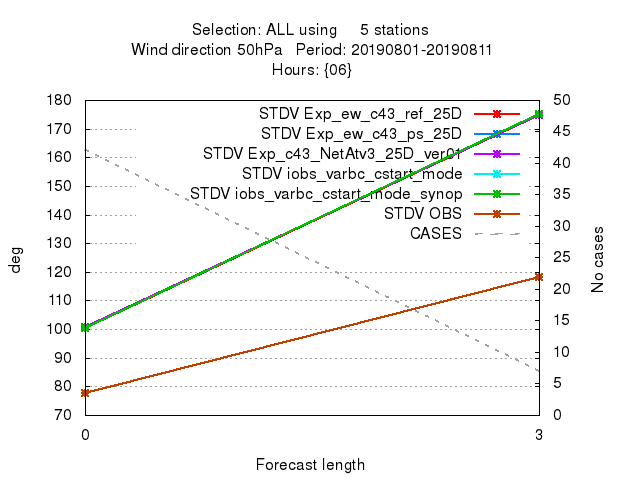 Selection: ALL using     5 stations
Wind direction 50hPa   Period: 20190801-20190811
Hours: {06}
180
170
160
150
140
130
120
110
100
90
80
70
deg
STDV Exp_ew_c43_ref_25D
STDV Exp_ew_c43_ps_25D
STDV Exp_c43_NetAtv3_25D_ver01
STDV iobs_varbc_cstart_mode
STDV iobs_varbc_cstart_mode_synop
STDV OBS
CASES
50
45
40
35
30
25
20
15
10
5
0
No cases
0 3
Forecast length